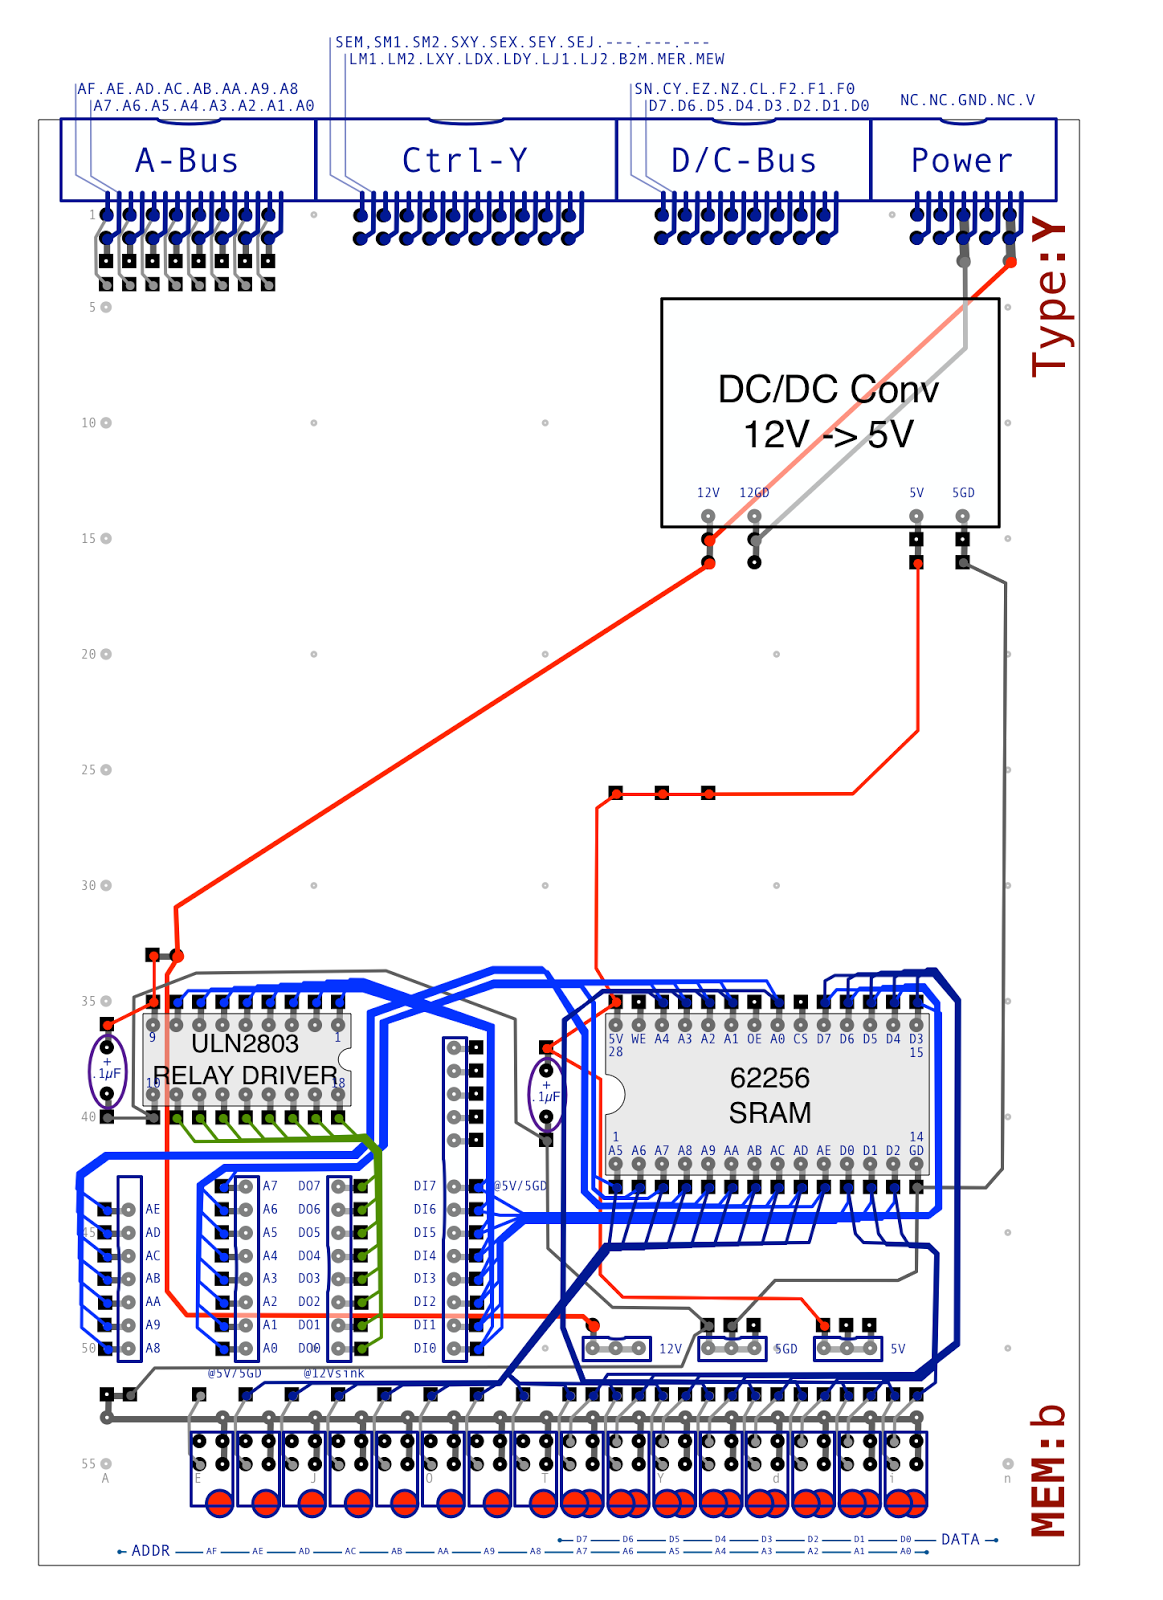 SEM,SM1.SM2.SXY.SEX.SEY.SEJ.---.---.---
LM1.LM2.LXY.LDX.LDY.LJ1.LJ2.B2M.MER.MEW
AF.AE.AD.AC.AB.AA.A9.A8
A7.A6.A5.A4.A3.A2.A1.A0
SN.CY.EZ.NZ.CL.F2.F1.F0
D7.D6.D5.D4.D3.D2.D1.D0
NC.NC.GND.NC.V
A-Bus
Ctrl-Y
D/C-Bus
Power
1
Type:Y
5
DC/DC Conv
12V -> 5V
10
12V 12GD 5V 5GD
15
20
25
30
35
9 1
ULN2803
RELAY DRIVER
10 18
+
.1µF
+
.1µF
5V WE A4 A3 A2 A1 OE A0 CS D7 D6 D5 D4 D3
28 15
62256
SRAM
1 14
A5 A6 A7 A8 A9 AA AB AC AD AE D0 D1 D2 GD
40
A7 DO7 DI7 @5V/5GD
AE A6 DO6 DI6
45 AD A5 DO5 DI5
AC A4 DO4 DI4
AB A3 DO3 DI3
AA A2 DO2 DI2
A9 A1 DO1 DI1
50 A8 A0 DO0 DI0
12V 5GD 5V
@5V/5GD @12Vsink
55
A E J O T Y d i n
MEM:b
D7 D6 D5 D4 D3 D2 D1 D0 DATA
ADDR AF AE AD AC AB AA A9 A8 A7 A6 A5 A4 A3 A2 A1 A0